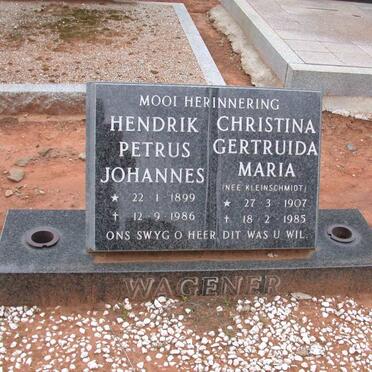 MOOI HERINNERING
HENDRIK
PETRUS
JOHANNES
★ 22·1·1899
✝ 12·9·1986
CHRISTINA
GERTRUIDA
MARIA
(NEE KLEINSCHMIDT)
★ 27·3·1907
✝ 18·2·1985
ONS SWYG O HEER DIT WAS U WIL.
WAGENER